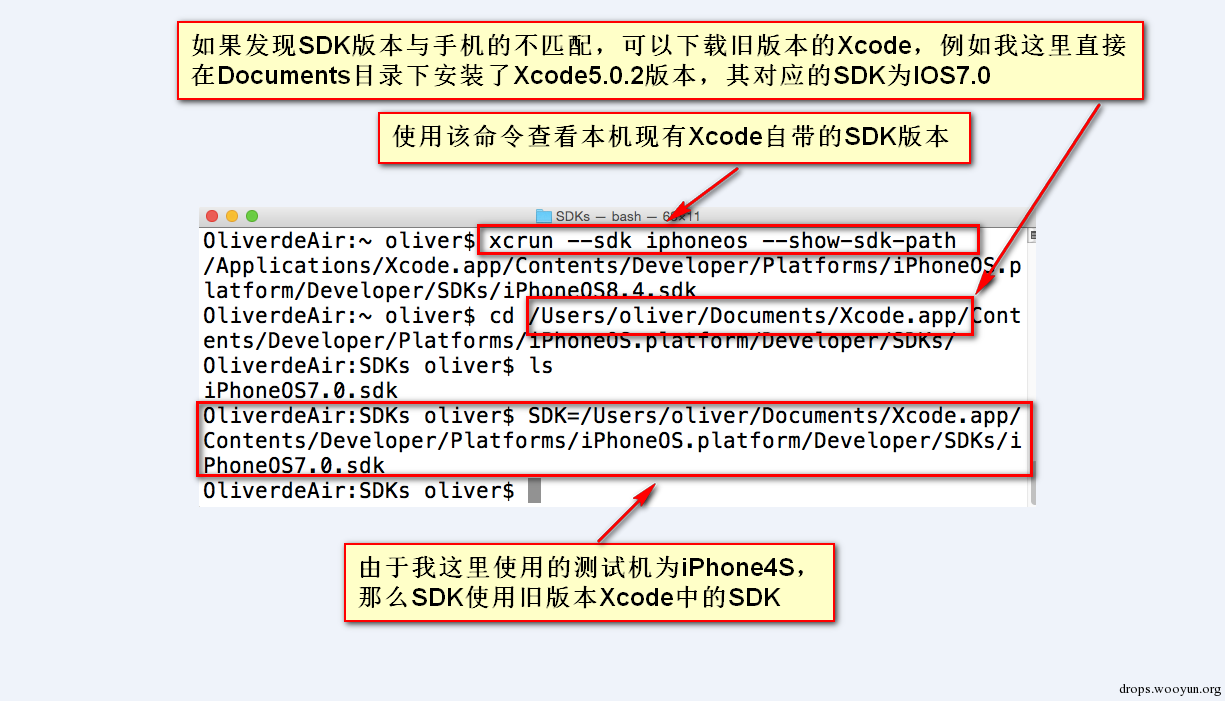 如果发现SDK版本与手机的不匹配，可以下载旧版本的Xcode，例如我这里直接
在Documents目录下安装了Xcode5.0.2版本，其对应的SDK为IOS7.0
使用该命令查看本机现有Xcode自带的SDK版本
SDKs — bash — 6 ×11
OliverdeAir:~ oliver$ xcrun --sdk iphoneos --show-sdk-path
/Applications/Xcode.app/Contents/Developer/Platforms/iPhoneOS.p
latform/Developer/SDKs/iPhoneOS8.4.sdk
OliverdeAir:~ oliver$ cd /Users/oliver/Documents/Xcode.app/Cont
ents/Developer/Platforms/iPhoneOS.platform/Developer/SDKs/
OliverdeAir:SDKs oliver$ ls
iPhoneOS7.0.sdk
OliverdeAir:SDKs oliver$ SDK=/Users/oliver/Documents/Xcode.app/
Contents/Developer/Platforms/iPhoneOS.platform/Developer/SDKs/i
PhoneOS7.0.sdk
OliverdeAir:SDKs oliver$
由于我这里使用的测试机为iPhone4S，
那么SDK使用旧版本Xcode中的SDK
drops.wooyun.org